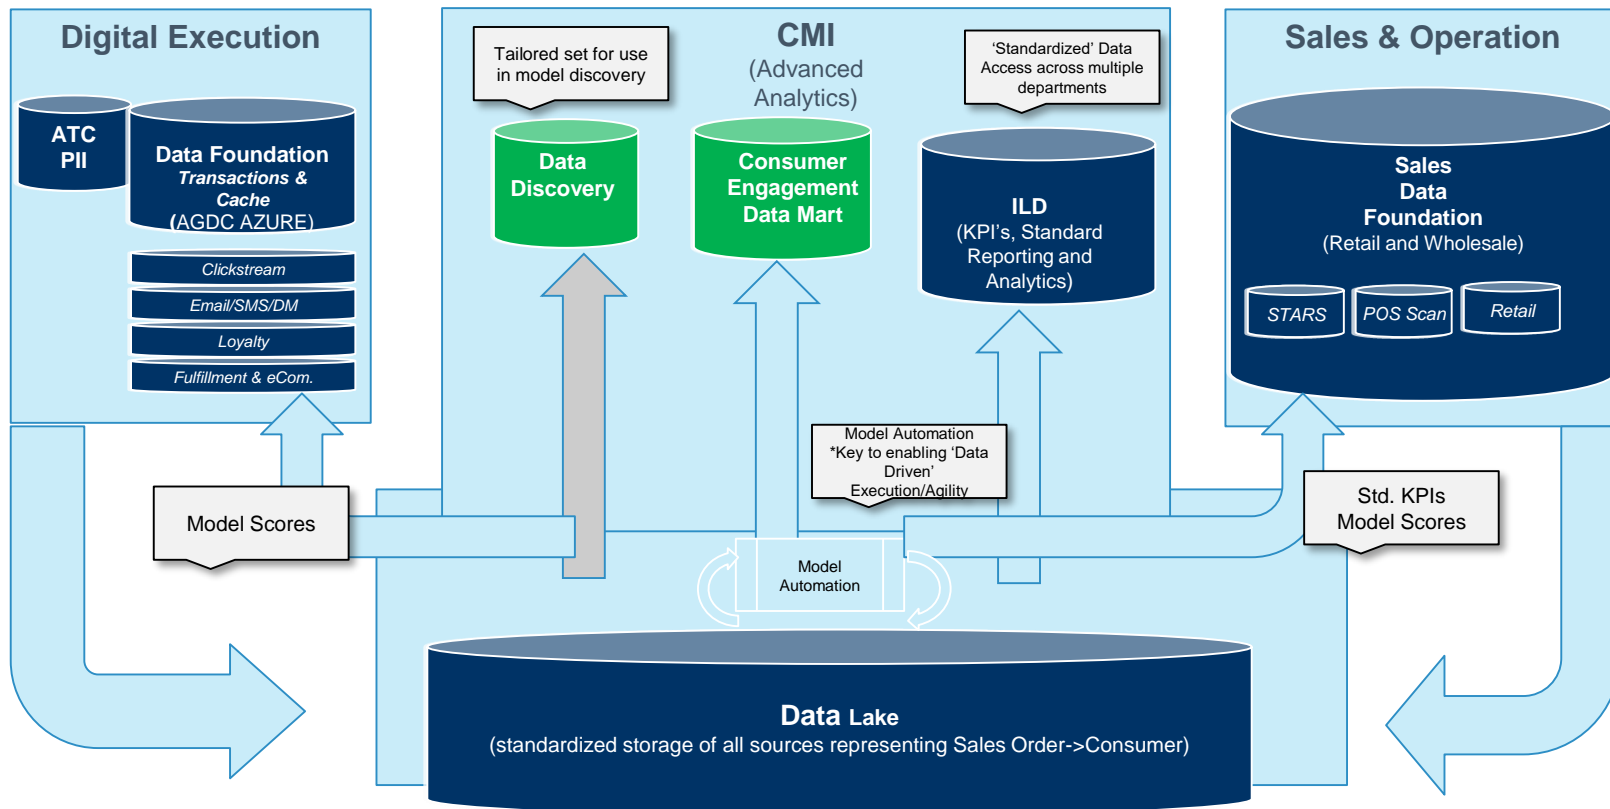 Digital Execution
ATC
PII
Data Foundation
Transactions &
Cache
(AGDC AZURE)
Clickstream
Email/SMS/DM
Loyalty
Fulfillment & eCom.
Model Scores
CMI
(Advanced
Analytics)
Tailored set for use
in model discovery
‘Standardized’ Data
Access across multiple
departments
Data
Discovery
Consumer
Engagement
Data Mart
ILD
(KPI’s, Standard
Reporting and
Analytics)
Model Automation
*Key to enabling ‘Data
Driven’
Execution/Agility
Model
Automation
Sales & Operation
Sales
Data
Foundation
(Retail and Wholesale)
STARS
POS Scan
Retail
Std. KPIs
Model Scores
Data Lake
(standardized storage of all sources representing Sales Order->Consumer)